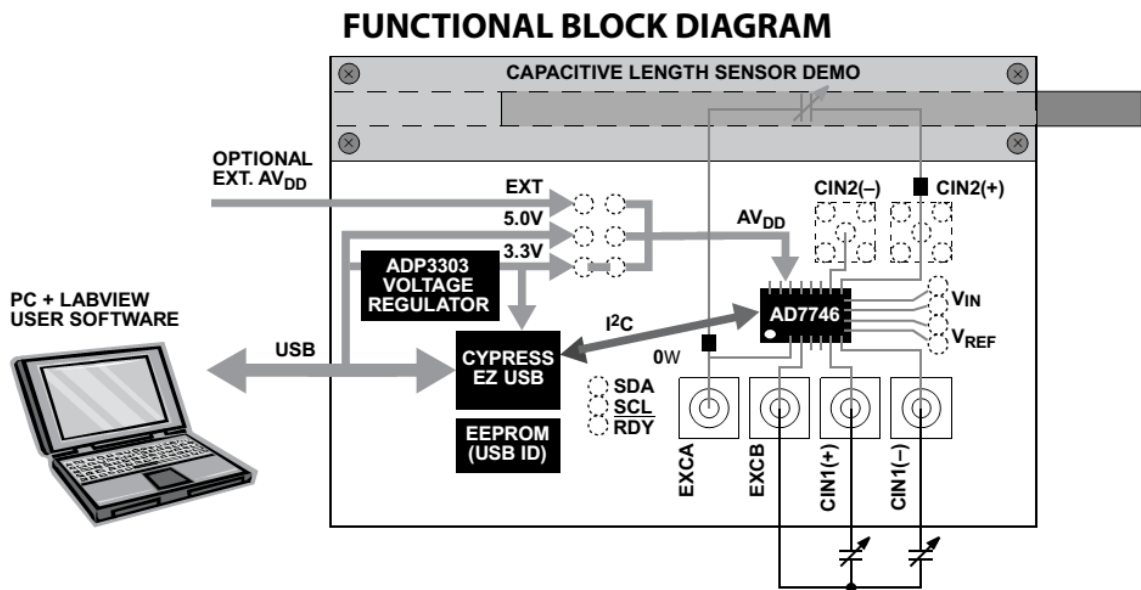 FUNCTIONAL BLOCK DIAGRAM
CAPACITIVE LENGTH SENSOR DEMO
OPTIONAL
EXT. AVDD
EXT
5.0V
3.3V
AVDD
CIN2(–)
CIN2(+)
ADP3303
VOLTAGE
REGULATOR
PC + LABVIEW
USER SOFTWARE
USB
CYPRESS
EZ USB
I²C
AD7746
VIN
VREF
0W
SDA
SCL
RDY
EEPROM
(USB ID)
EXCA
EXCB
CIN1(+)
CIN1(–)